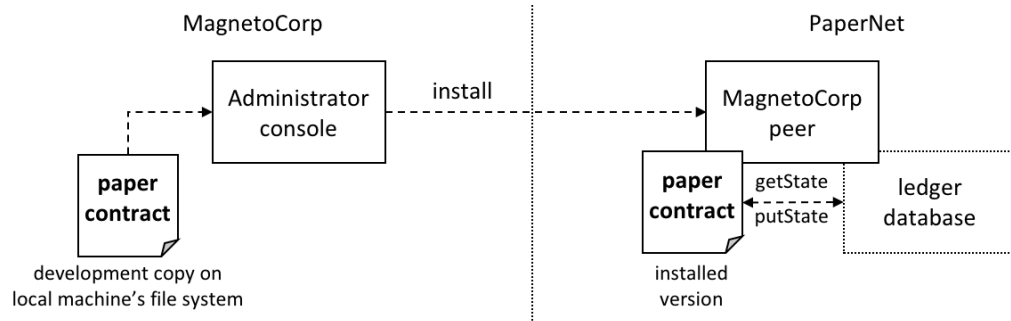 MagnetoCorp
PaperNet
Administrator
console
install
MagnetoCorp
peer
paper
contract
paper
contract
getState
putState
ledger
database
development copy on
local machine's file system
installed
version